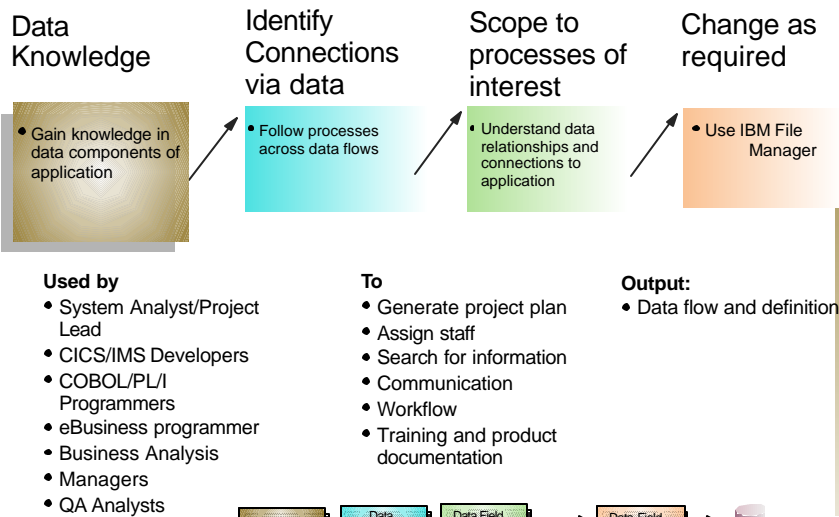 Data
Knowledge
Identify
Connections
via data
Scope to
processes of
interest
Change as
required
• Gain knowledge in
data components of
application
• Follow processes
across data flows
• Understand data
relationships and
connections to
application
• Use IBM File
Manager
Used by
• System Analyst/Project
Lead
• CICS/IMS Developers
• COBOL/PL/I
Programmers
• eBusiness programmer
• Business Analysis
• Managers
• QA Analysts
To
• Generate project plan
• Assign staff
• Search for information
• Communication
• Workflow
• Training and product
documentation
Output:
• Data flow and definition
Data
Data Field
Data Field